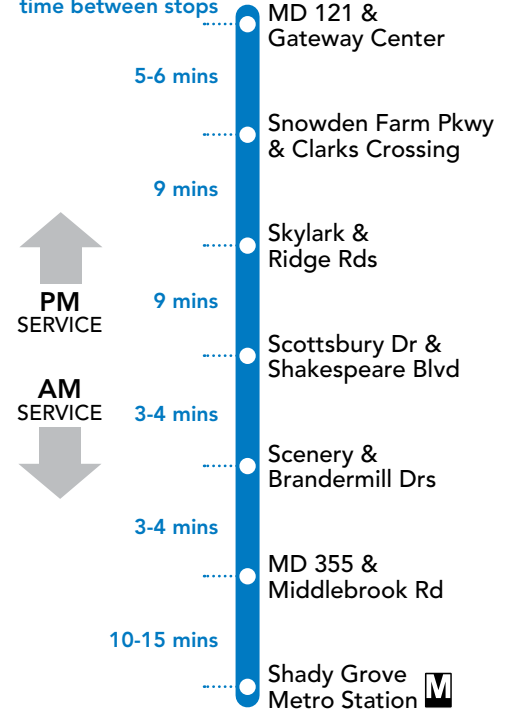 time between stops
MD 121 &
Gateway Center
5-6 mins
Snowden Farm Pkwy
& Clarks Crossing
9 mins
Skylark &
Ridge Rds
PM
SERVICE
9 mins
Scottsbury Dr &
Shakespeare Blvd
AM
SERVICE
3-4 mins
Scenery &
Brandermill Drs
3-4 mins
MD 355 &
Middlebrook Rd
10-15 mins
Shady Grove
Metro Station M